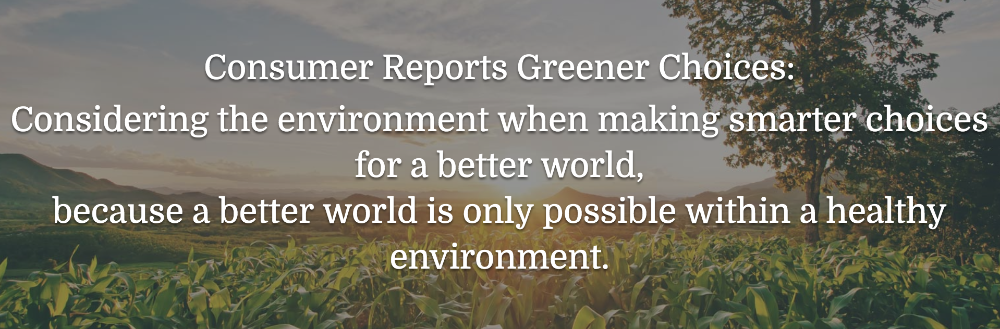 Consumer Reports Greener Choices:
Considering the environment when making smarter choices
for a better world,
because a better world is only possible within a healthy
environment.